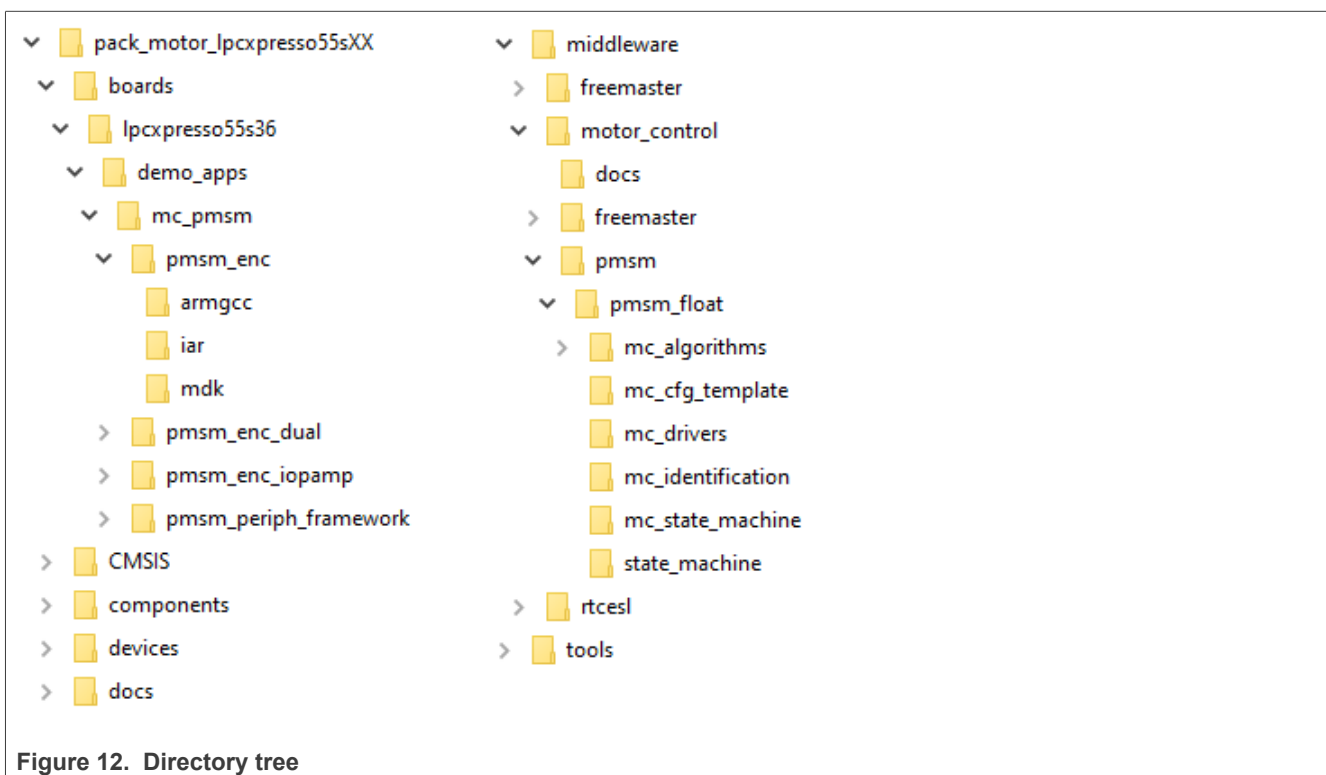 pack_motor_lpcxpresso55sXX
boards
lpcxpresso55s36
demo_apps
mc_pmsm
pmsm_enc
armgcc
iar
mdk
pmsm_enc_dual
pmsm_enc_iopamp
pmsm_periph_framework
CMSIS
components
devices
docs
middleware
freemaster
motor_control
docs
freemaster
pmsm
pmsm_float
mc_algorithms
mc_cfg_template
mc_drivers
mc_identification
mc_state_machine
state_machine
rtcesl
tools
Figure 12. Directory tree